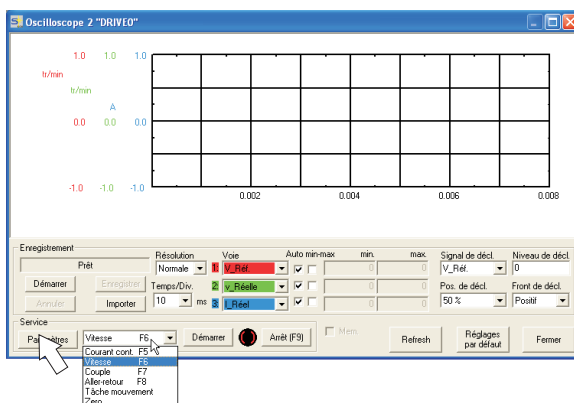 Oscilloscope 2 "DRIVE0"
1.0 1.0 1.0
tr/min
tr/min
A
0.0 0.0 0.0
-1.0 -1.0 -1.0
0.002 0.004 0.006 0.008
Enregistrement
Prêt
Démarrer Enregistrer
Annuler Importer
Résolution
Normale
Temps/Div.
10 ms
Voie Auto min-max min. max.
1: V_Réf. 0 0
2: v_Réelle 0 0
3: I_Réel 0 0
Signal de décl. Niveau de décl.
V_Réf. 0
Pos. de décl. Front de décl.
50 % Positif
Service
Paramètres Vitesse F6 Démarrer Arrêt (F9) Mem. Refresh Réglages par défaut Fermer
Courant cont. F5
Vitesse F6
Couple F7
Aller-retour F8
Tâche mouvement
Zero